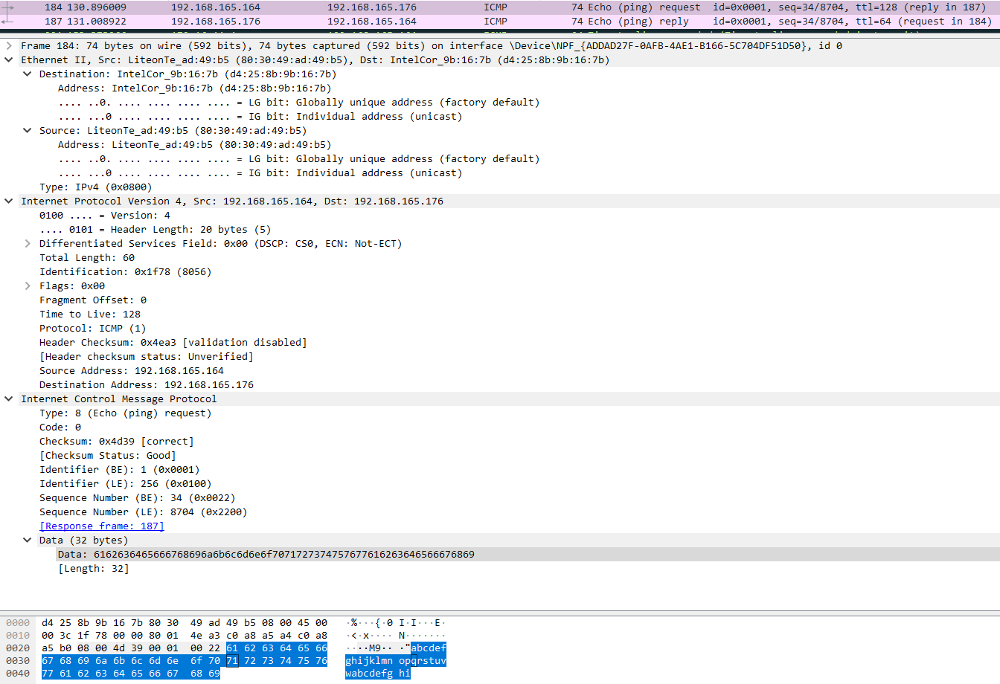 184 130.896009 192.168.165.164 192.168.165.176 ICMP 74 Echo (ping) request id=0x0001, seq=34/8704, ttl=128 (reply in 187)
187 131.008922 192.168.165.176 192.168.165.164 ICMP 74 Echo (ping) reply id=0x0001, seq=34/8704, ttl=64 (request in 184)
Frame 184: 74 bytes on wire (592 bits), 74 bytes captured (592 bits) on interface \Device\NPF_{ADDAD27F-0AFB-4AE1-B166-5C704DF51D50}, id 0
Ethernet II, Src: LiteonTe_ad:49:b5 (80:30:49:ad:49:b5), Dst: IntelCor_9b:16:7b (d4:25:8b:9b:16:7b)
Destination: IntelCor_9b:16:7b (d4:25:8b:9b:16:7b)
Address: IntelCor_9b:16:7b (d4:25:8b:9b:16:7b)
.... ..0. .... .... .... .... = LG bit: Globally unique address (factory default)
.... ...0 .... .... .... .... = IG bit: Individual address (unicast)
Source: LiteonTe_ad:49:b5 (80:30:49:ad:49:b5)
Address: LiteonTe_ad:49:b5 (80:30:49:ad:49:b5)
.... ..0. .... .... .... .... = LG bit: Globally unique address (factory default)
.... ...0 .... .... .... .... = IG bit: Individual address (unicast)
Type: IPv4 (0x0800)
Internet Protocol Version 4, Src: 192.168.165.164, Dst: 192.168.165.176
0100 .... = Version: 4
.... 0101 = Header Length: 20 bytes (5)
Differentiated Services Field: 0x00 (DSCP: CS0, ECN: Not-ECT)
Total Length: 60
Identification: 0x1f78 (8056)
Flags: 0x00
Fragment Offset: 0
Time to Live: 128
Protocol: ICMP (1)
Header Checksum: 0x4ea3 [validation disabled]
[Header checksum status: Unverified]
Source Address: 192.168.165.164
Destination Address: 192.168.165.176
Internet Control Message Protocol
Type: 8 (Echo (ping) request)
Code: 0
Checksum: 0x4d39 [correct]
[Checksum Status: Good]
Identifier (BE): 1 (0x0001)
Identifier (LE): 256 (0x0100)
Sequence Number (BE): 34 (0x0022)
Sequence Number (LE): 8704 (0x2200)
[Response frame: 187]
Data (32 bytes)
Data: 6162636465666768696a6b6c6d6e6f7071727374757677616263646566676869
[Length: 32]
0000 d4 25 8b 9b 16 7b 80 30 49 ad 49 b5 08 00 45 00 ·%···{·0 I·I···E·
0010 00 3c 1f 78 00 00 80 01 4e a3 c0 a8 a5 a4 c0 a8 ·<·x···· N·······
0020 a5 b0 08 00 4d 39 00 01 00 22 61 62 63 64 65 66 ····M9·· ·"abcdef
0030 67 68 69 6a 6b 6c 6d 6e 6f 70 71 72 73 74 75 76 ghijklmn opqrstuv
0040 77 61 62 63 64 65 66 67 68 69 wabcdefg hi